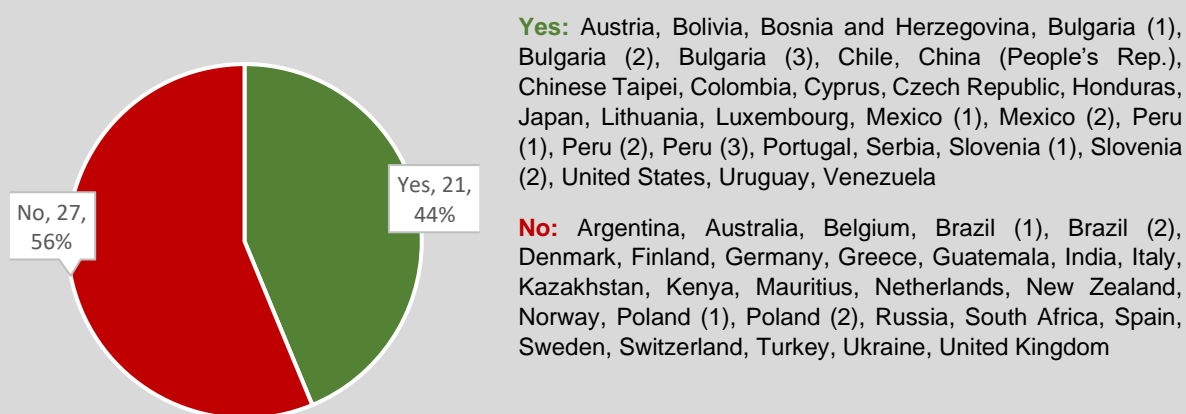 No, 27,
56%
Yes, 21,
44%
Yes: Austria, Bolivia, Bosnia and Herzegovina, Bulgaria (1),
Bulgaria (2), Bulgaria (3), Chile, China (People's Rep.),
Chinese Taipei, Colombia, Cyprus, Czech Republic, Honduras,
Japan, Lithuania, Luxembourg, Mexico (1), Mexico (2), Peru
(1), Peru (2), Peru (3), Portugal, Serbia, Slovenia (1), Slovenia
(2), United States, Uruguay, Venezuela
No: Argentina, Australia, Belgium, Brazil (1), Brazil (2),
Denmark, Finland, Germany, Greece, Guatemala, India, Italy,
Kazakhstan, Kenya, Mauritius, Netherlands, New Zealand,
Norway, Poland (1), Poland (2), Russia, South Africa, Spain,
Sweden, Switzerland, Turkey, Ukraine, United Kingdom